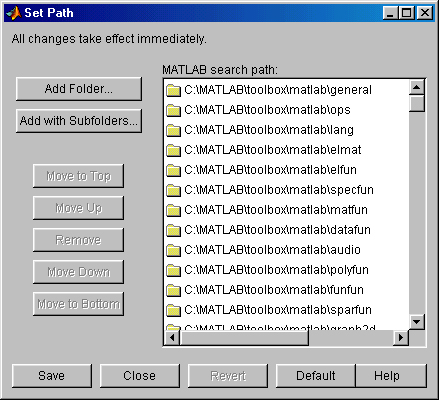 Set Path
All changes take effect immediately.
MATLAB search path:
Add Folder...
Add with Subfolders...
Move to Top
Move Up
Remove
Move Down
Move to Bottom
C:\MATLAB\toolbox\matlab\general
C:\MATLAB\toolbox\matlab\ops
C:\MATLAB\toolbox\matlab\lang
C:\MATLAB\toolbox\matlab\elmat
C:\MATLAB\toolbox\matlab\elfun
C:\MATLAB\toolbox\matlab\specfun
C:\MATLAB\toolbox\matlab\matfun
C:\MATLAB\toolbox\matlab\datafun
C:\MATLAB\toolbox\matlab\audio
C:\MATLAB\toolbox\matlab\polyfun
C:\MATLAB\toolbox\matlab\funfun
C:\MATLAB\toolbox\matlab\sparfun
C:\MATLAB\toolbox\matlab\graph2d
Save
Close
Revert
Default
Help